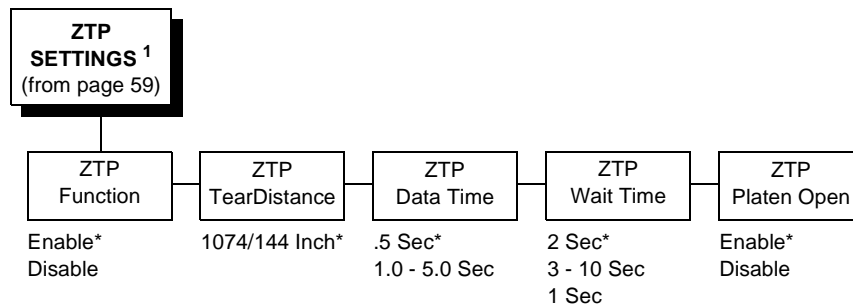 ZTP
SETTINGS 1
(from page 59)
ZTP
Function
Enable*
Disable
ZTP
TearDistance
1074/144 Inch*
ZTP
Data Time
.5 Sec*
1.0 - 5.0 Sec
ZTP
Wait Time
2 Sec*
3 - 10 Sec
1 Sec
ZTP
Platen Open
Enable*
Disable